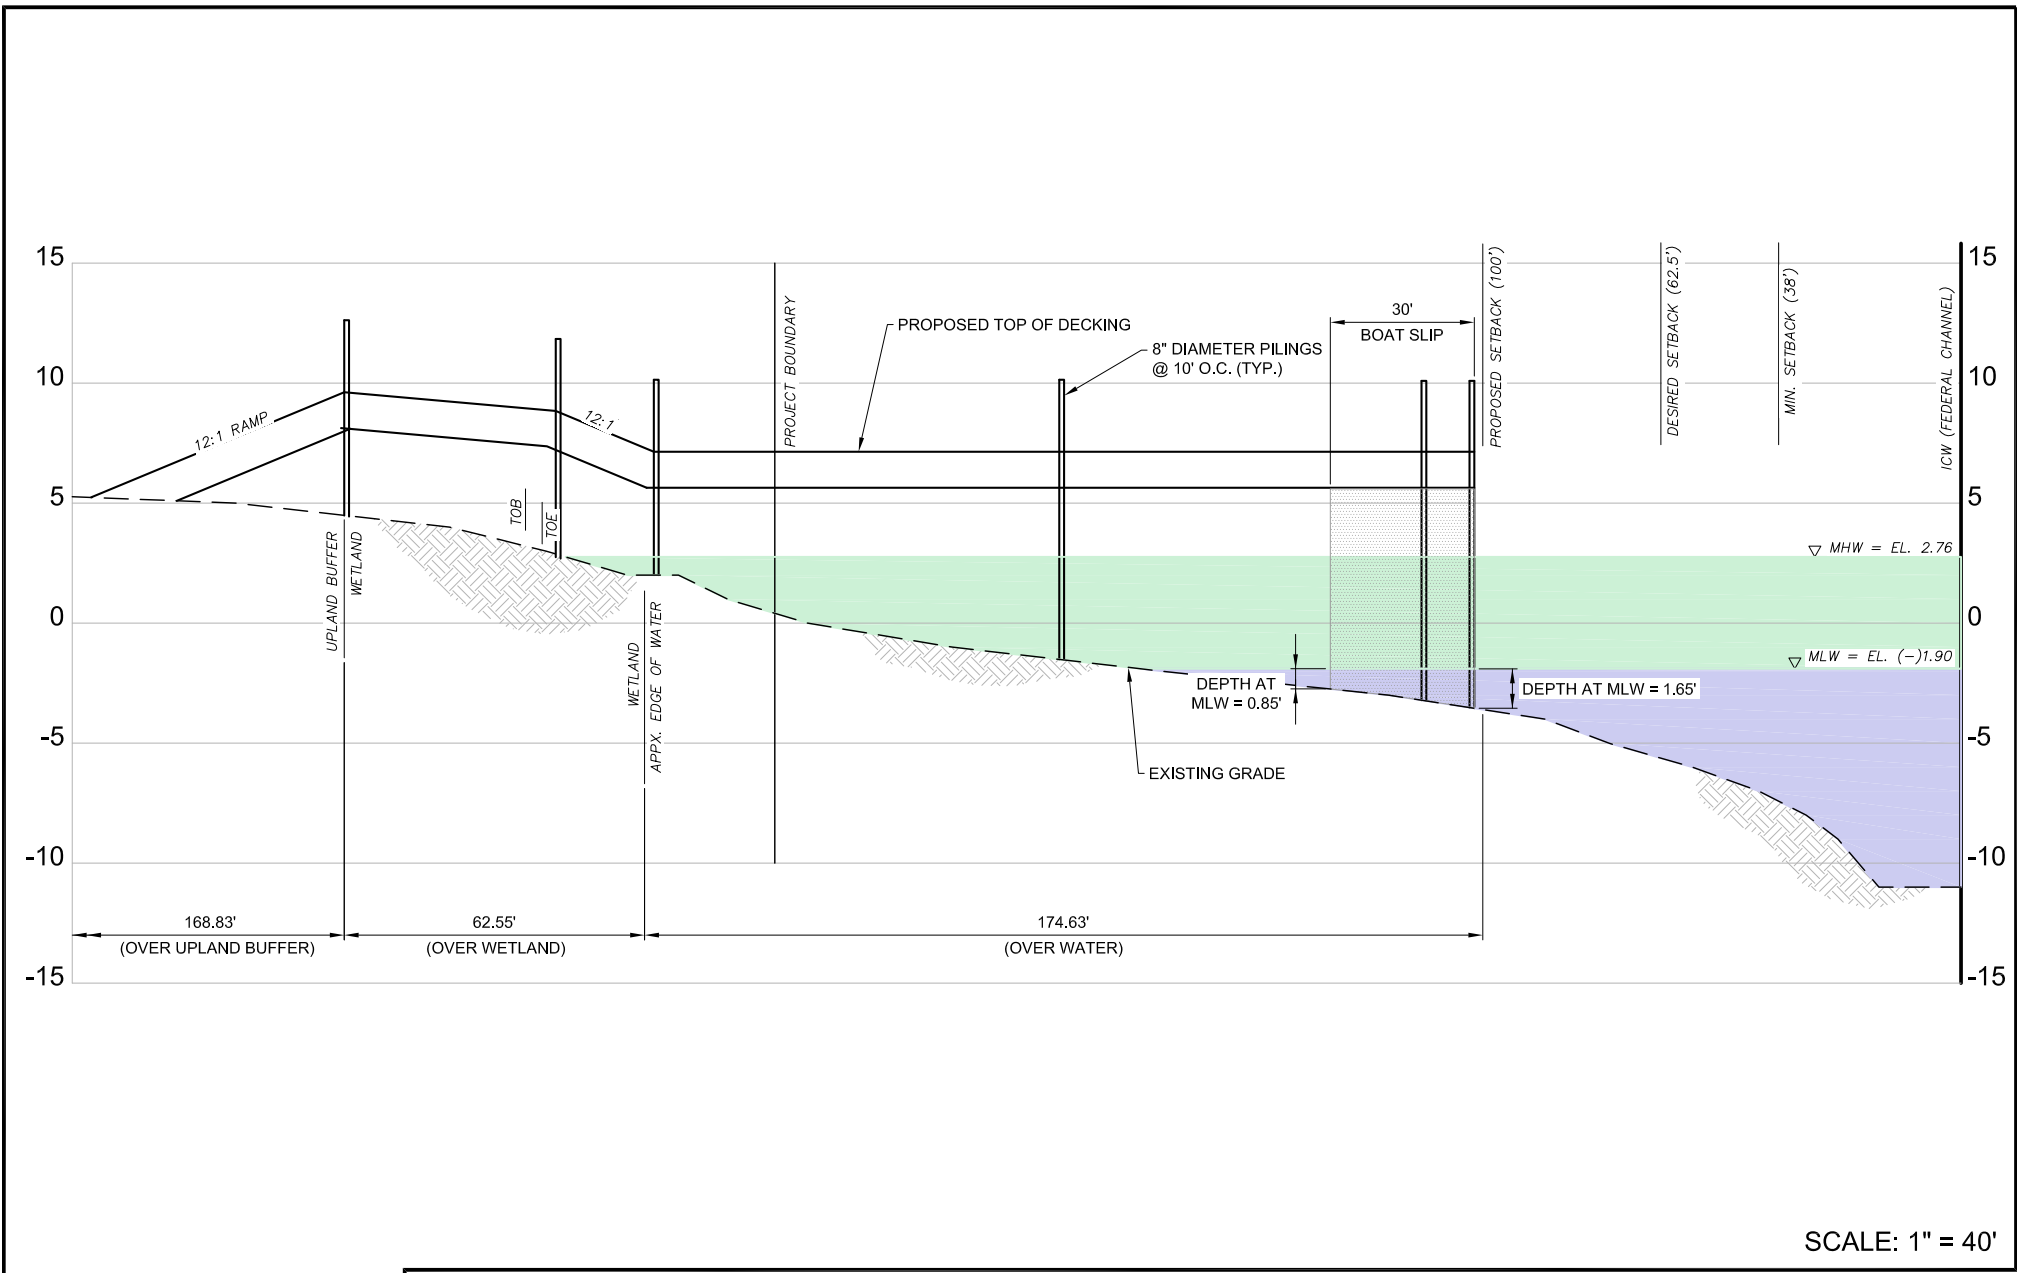 15
10
5
0
-5
-10
-15
12:1 RAMP
UPLAND BUFFER
WETLAND
TOB
TOE
12:1
WETLAND
APPX. EDGE OF WATER
PROJECT BOUNDARY
PROPOSED TOP OF DECKING
8" DIAMETER PILINGS
@ 10' O.C. (TYP.)
30'
BOAT SLIP
PROPOSED SETBACK (100')
DESIRED SETBACK (62.5')
MIN. SETBACK (38')
ICW (FEDERAL CHANNEL)
15
10
5
0
-5
-10
-15
MHW = EL. 2.76
MLW = EL. (-)1.90
DEPTH AT
MLW = 0.85'
DEPTH AT MLW = 1.65'
EXISTING GRADE
168.83'
(OVER UPLAND BUFFER)
62.55'
(OVER WETLAND)
174.63'
(OVER WATER)
SCALE: 1" = 40'